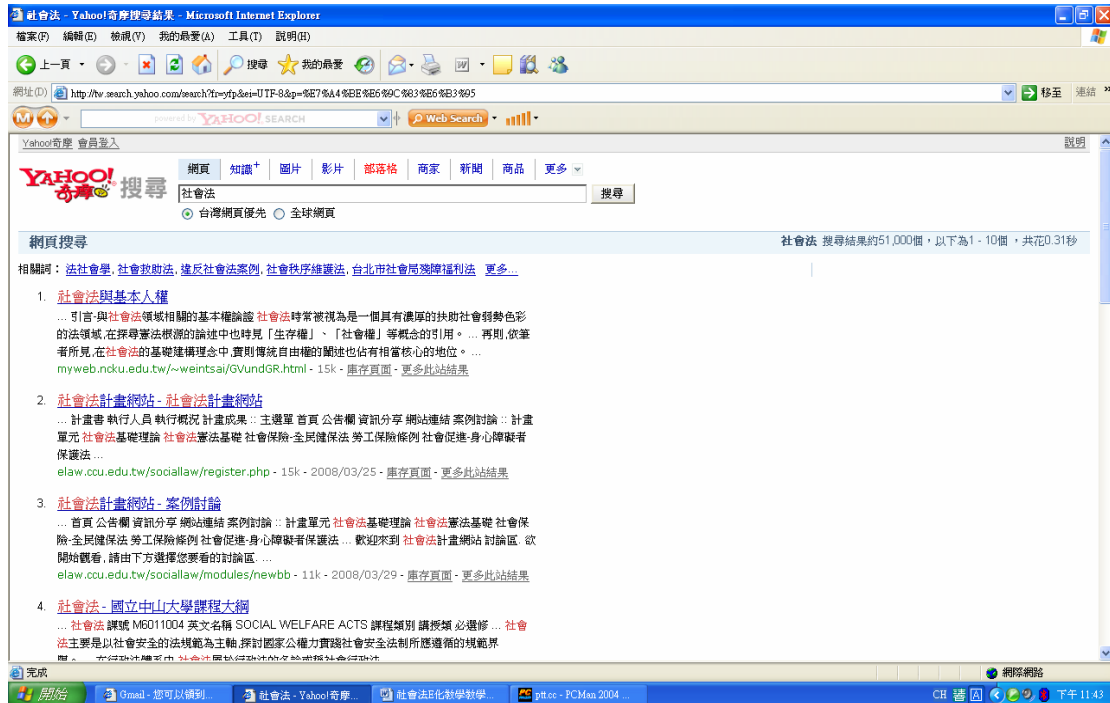 社會法 - Yahoo!奇摩搜尋結果 - Microsoft Internet Explorer
檔案(F) 編輯(E) 檢視(V) 我的最愛(A) 工具(T) 說明(H)
上一頁 搜尋 我的最愛
網址(D) http://tw.search.yahoo.com/search?fr=yfp&ei=UTF-8&p=%E7%A4%BE%E6%9C%83%E6%B3%95 移至 連結 »
powered by YAHOO! SEARCH Web Search
Yahoo!奇摩 會員登入 說明
網頁 知識+ 圖片 影片 部落格 商家 新聞 商品 更多
YAHOO!奇摩 搜尋 社會法 搜尋
台灣網頁優先 全球網頁
網頁搜尋 社會法 搜尋結果約51,000個，以下為1 - 10個 ，共花0.31秒
相關詞： 法社會學, 社會救助法, 違反社會法案例, 社會秩序維護法, 台北市社會局殘障福利法 更多...
1. 社會法與基本人權
... 引言-與社會法領域相關的基本權論證 社會法時常被視為是一個具有濃厚的扶助社會弱勢色彩
的法領域,在探尋憲法根源的論述中也時見「生存權」、「社會權」等概念的引用。 ... 再則,依筆
者所見,在社會法的基礎建構理念中,實則傳統自由權的闡述也佔有相當核心的地位。 ...
myweb.ncku.edu.tw/~weintsai/GVundGR.html - 15k - 庫存頁面 - 更多此站結果
2. 社會法計畫網站 - 社會法計畫網站
... 計畫書 執行人員 執行概況 計畫成果 :: 主選單 首頁 公告欄 資訊分享 網站連結 案例討論 :: 計畫
單元 社會法基礎理論 社會法憲法基礎 社會保險-全民健保法 勞工保險條例 社會促進-身心障礙者
保護法 ...
elaw.ccu.edu.tw/sociallaw/register.php - 15k - 2008/03/25 - 庫存頁面 - 更多此站結果
3. 社會法計畫網站 - 案例討論
... 首頁 公告欄 資訊分享 網站連結 案例討論 :: 計畫單元 社會法基礎理論 社會法憲法基礎 社會保
險-全民健保法 勞工保險條例 社會促進-身心障礙者保護法 ... 歡迎來到 社會法計畫網站 討論區. 欲
開始觀看, 請由下方選擇您要看的討論區. ...
elaw.ccu.edu.tw/sociallaw/modules/newbb - 11k - 2008/03/29 - 庫存頁面 - 更多此站結果
4. 社會法 - 國立中山大學課程大綱
... 社會法 課號 M6011004 英文名稱 SOCIAL WELFARE ACTS 課程類別 講授類 必選修 ... 社會
法主要是以社會安全的法規範為主軸,探討國家公權力實踐社會安全法制所應遵循的規範界
完成 網際網路
開始 Gmail - 您可以領到... 社會法 - Yahoo!奇摩... 社會法E化教學教學... ptt.cc - PCMan 2004 ... CH 下午 11:43